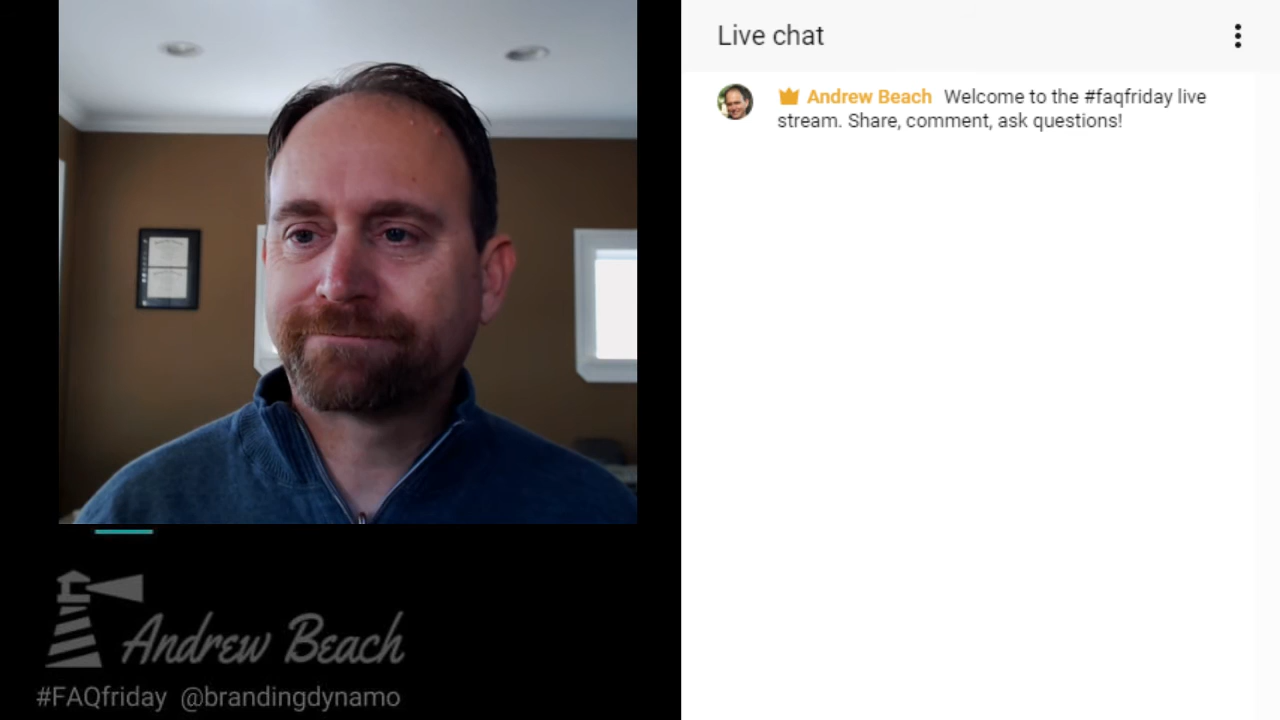 Live chat
Andrew Beach Welcome to the #faqfriday live
stream. Share, comment, ask questions!
Andrew Beach
#FAQfriday @brandingdynamo